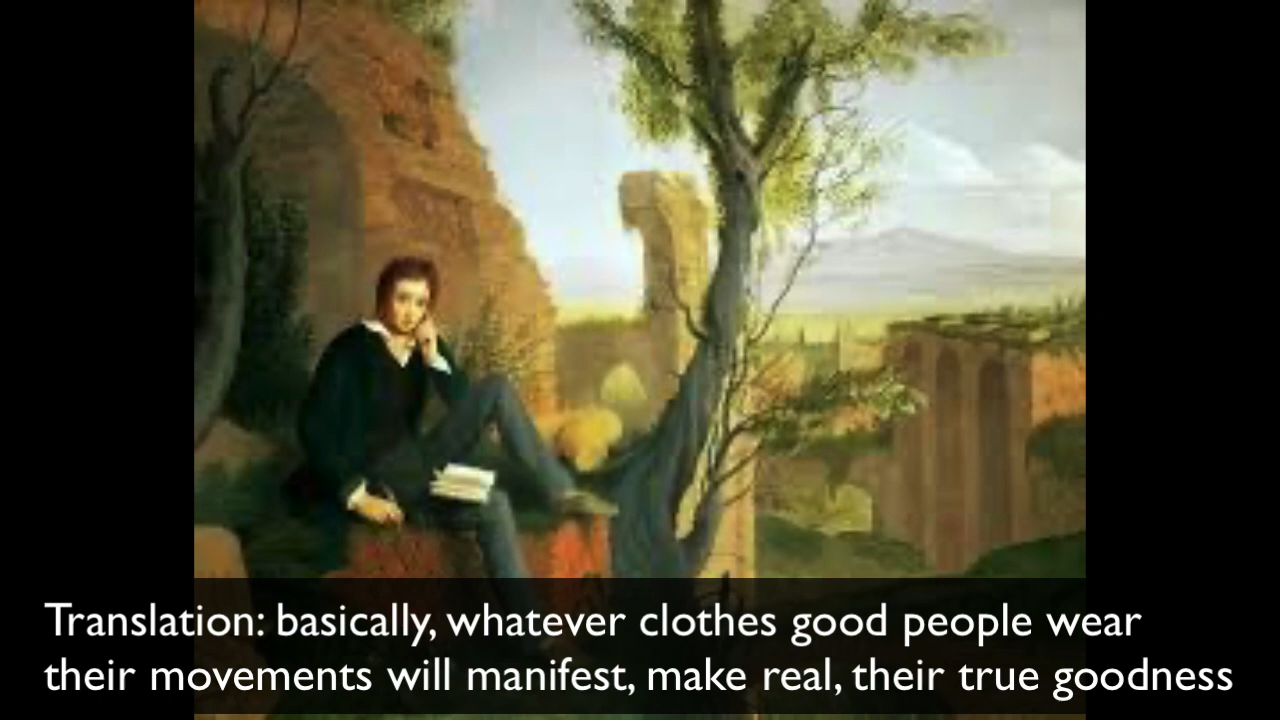 Translation: basically, whatever clothes good people wear
their movements will manifest, make real, their true goodness